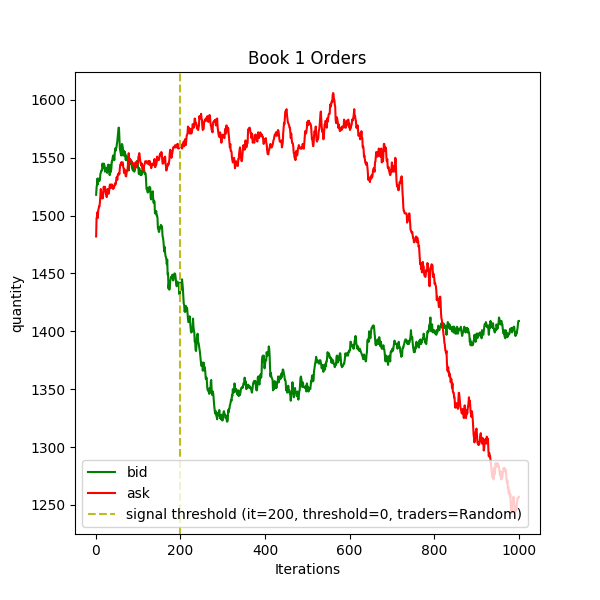 Book 1 Orders
quantity
1600
1550
1500
1450
1400
1350
1300
1250
bid
ask
signal threshold (it=200, threshold=0, traders=Random)
0 200 400 600 800 1000
Iterations